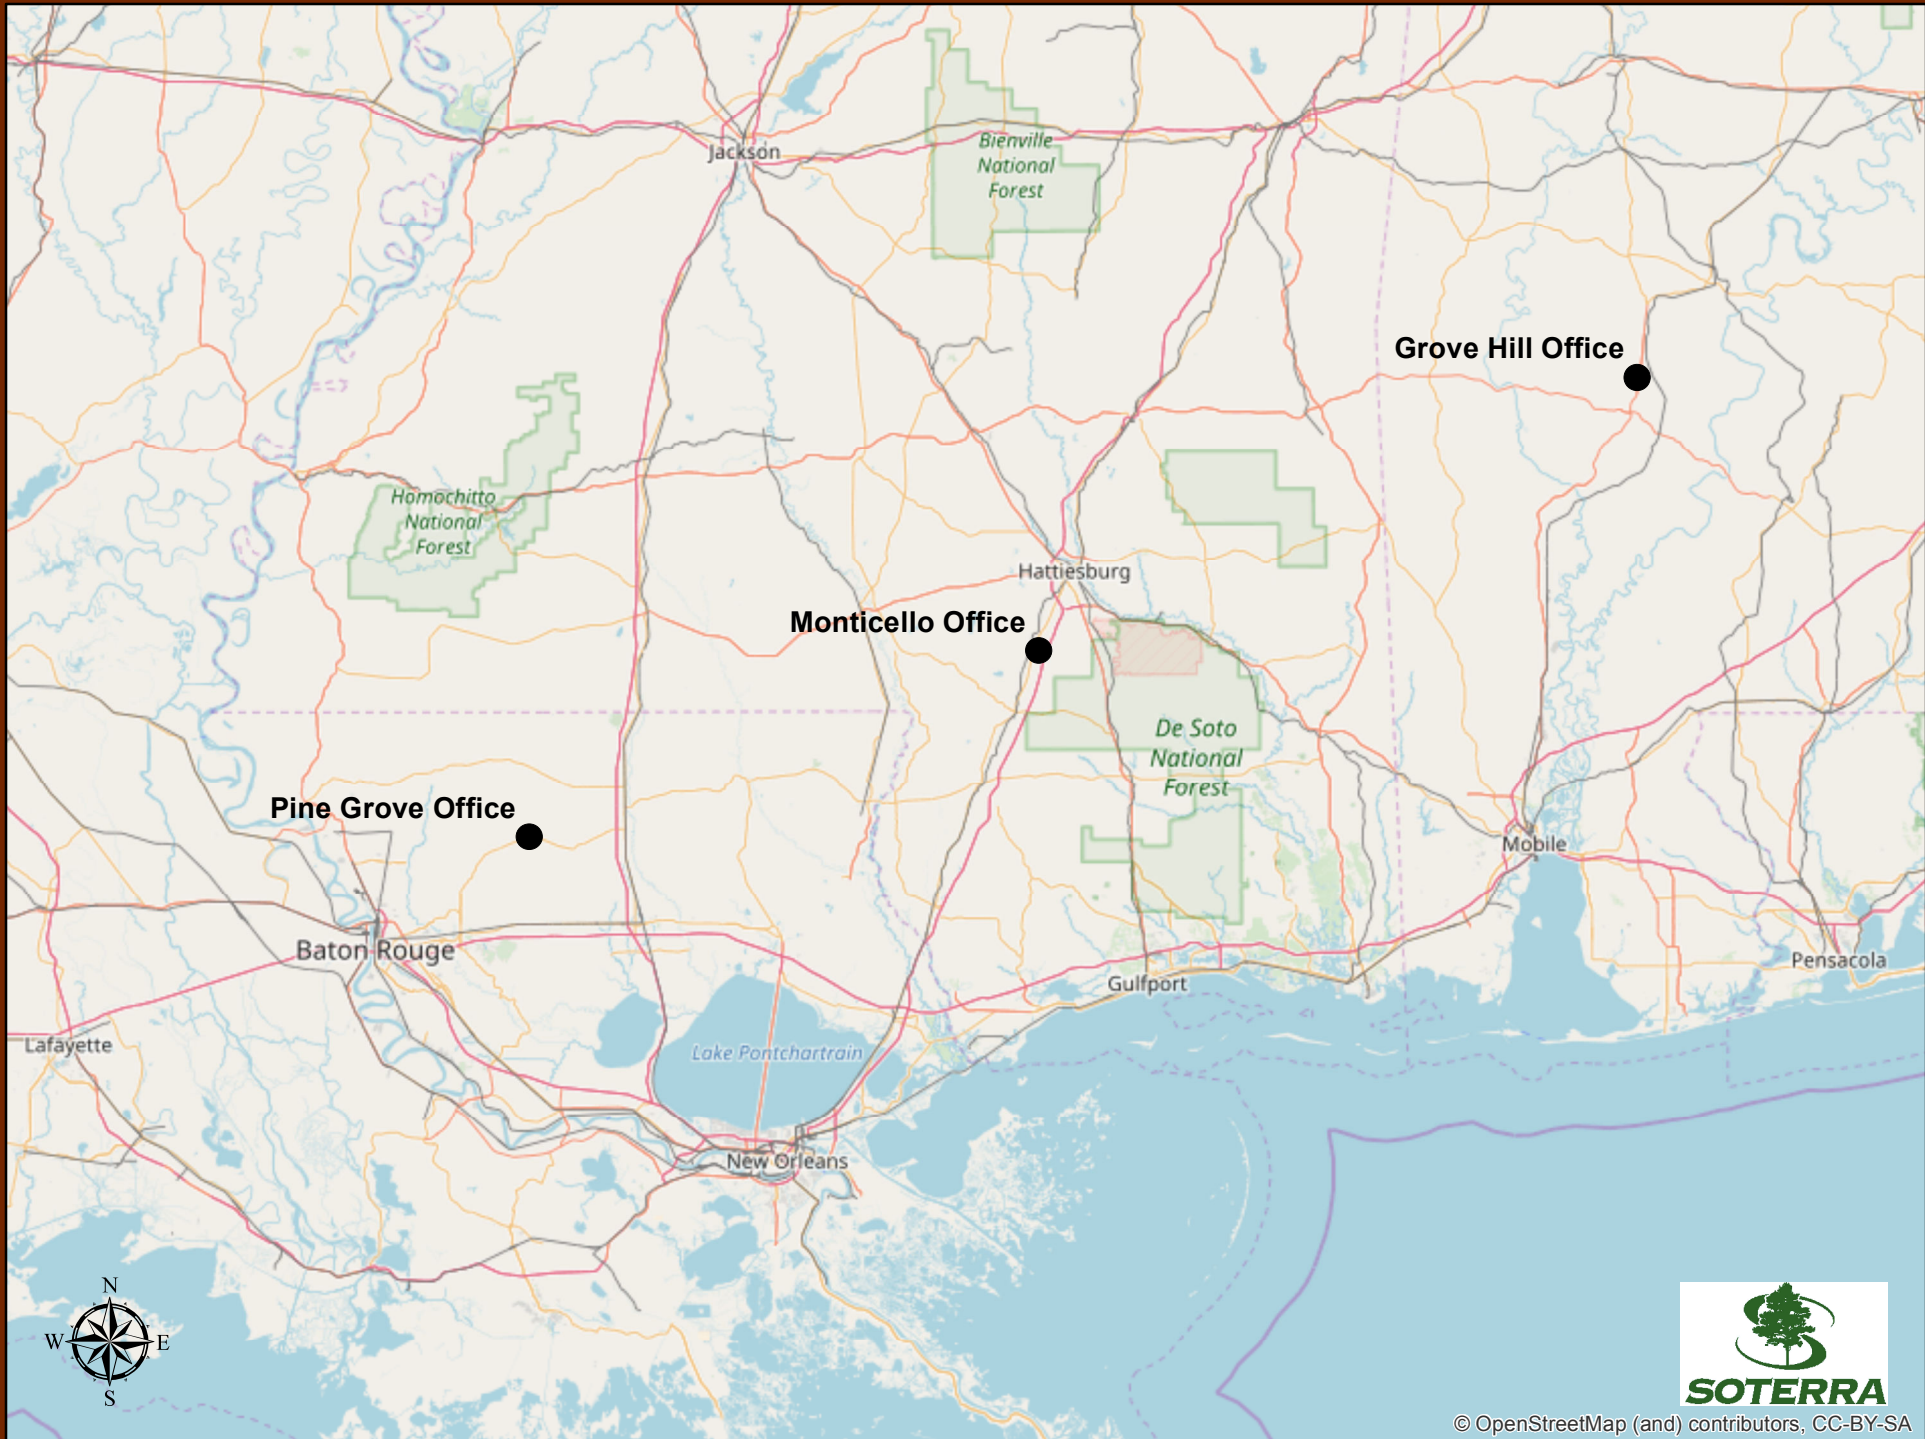 Jackson
Bienville
National
Forest
Grove Hill Office
Homochitto
National
Forest
Hattiesburg
Monticello Office
De Soto
National
Forest
Pine Grove Office
Mobile
Baton Rouge
Pensacola
Gulfport
Lafayette
Lake Pontchartrain
New Orleans
N
W
E
S
SOTERRA
© OpenStreetMap (and) contributors, CC-BY-SA